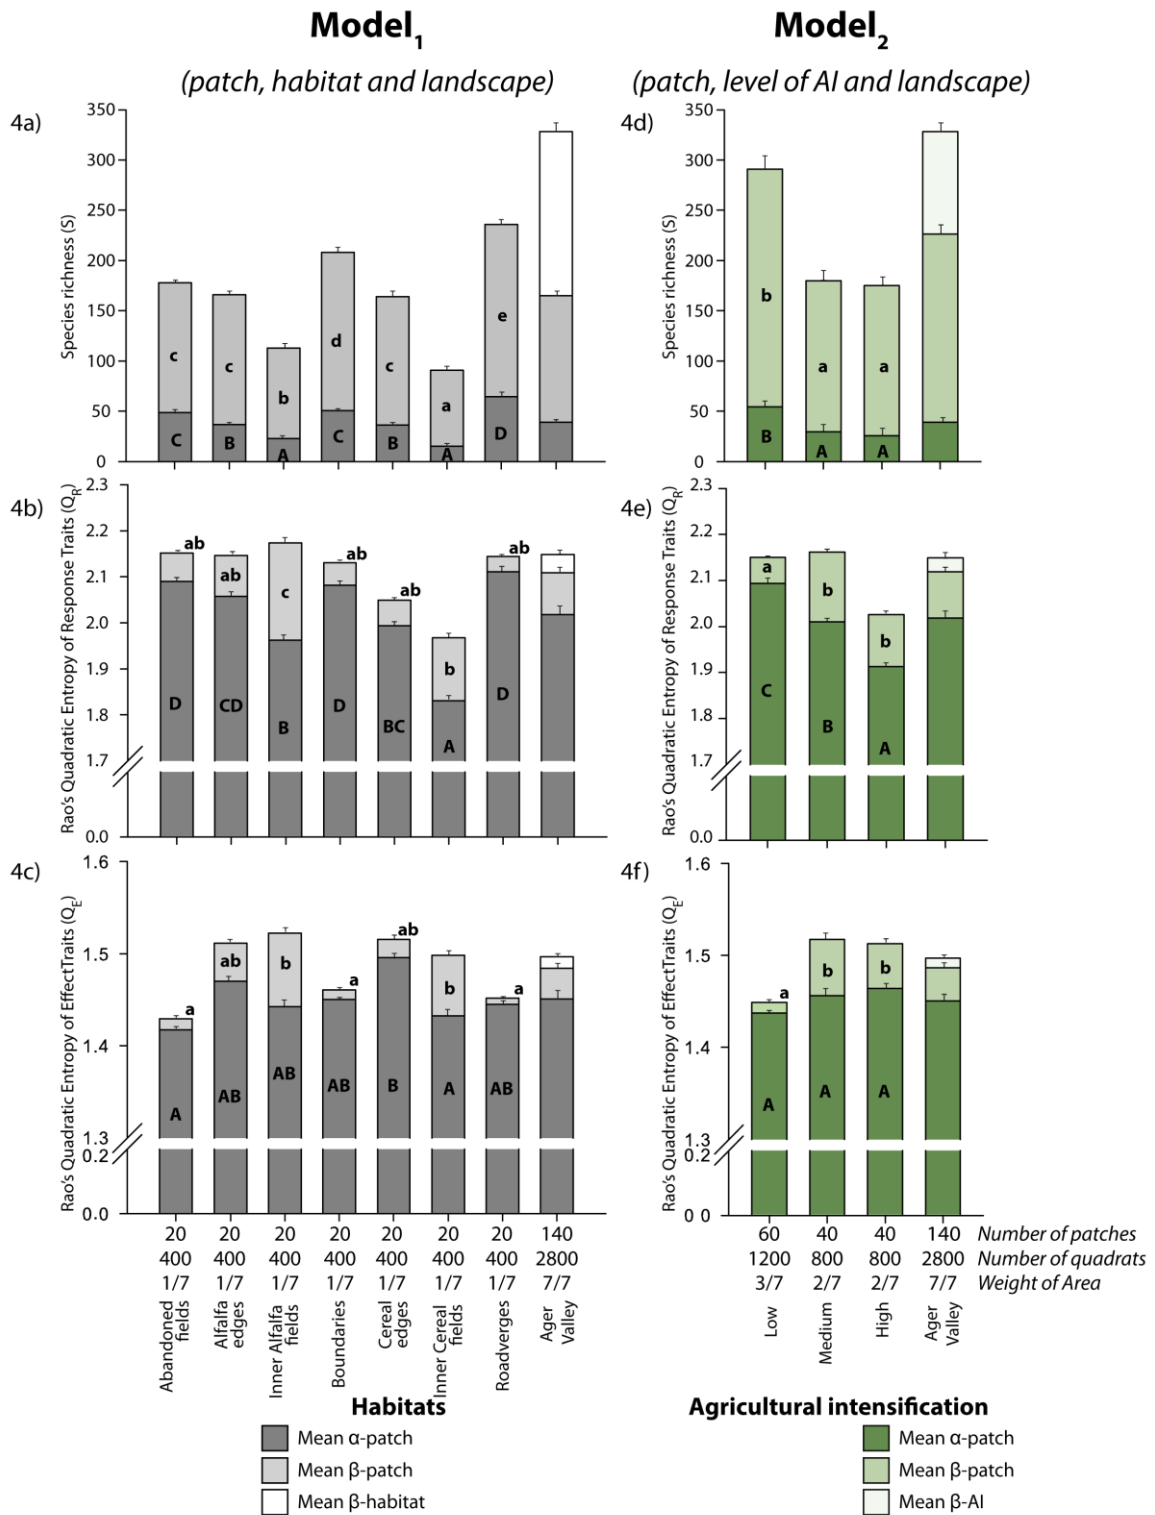 Model1
(patch, habitat and landscape)
Model2
(patch, level of AI and landscape)
4a)
Species richness (S)
350
300
250
200
150
100
50
0
c
c
b
d
c
a
e
C
B
A
C
B
A
D
4d)
Species richness (S)
350
300
250
200
150
100
50
0
b
a
a
B
A
A
4b)
Rao's Quadratic Entropy of Response Traits (QR)
2.3
2.2
2.1
2.0
1.9
1.8
1.7
0.0
ab
ab
c
ab
ab
b
ab
D
CD
B
D
BC
A
D
4e)
Rao's Quadratic Entropy of Response Traits (QR)
2.3
2.2
2.1
2.0
1.9
1.8
1.7
0.0
a
b
b
C
B
A
4c)
Rao's Quadratic Entropy of EffectTraits (QE)
1.6
1.5
1.4
1.3
0.2
0.0
a
ab
b
a
ab
b
a
A
AB
AB
AB
B
A
AB
4f)
Rao's Quadratic Entropy of EffectTraits (QE)
1.6
1.5
1.4
1.3
0.2
0 0
a
b
b
A
A
A
20 20 20 20 20 20 20 140
400 400 400 400 400 400 400 2800
1/7 1/7 1/7 1/7 1/7 1/7 1/7 7/7
Abandoned fields
Alfalfa edges
Inner Alfalfa fields
Boundaries
Cereal edges
Inner Cereal fields
Roadverges
Ager Valley
60 40 40 140 Number of patches
1200 800 800 2800 Number of quadrats
3/7 2/7 2/7 7/7 Weight of Area
Low
Medium
High
Ager Valley
Habitats
Mean α-patch
Mean β-patch
Mean β-habitat
Agricultural intensification
Mean α-patch
Mean β-patch
Mean β-AI